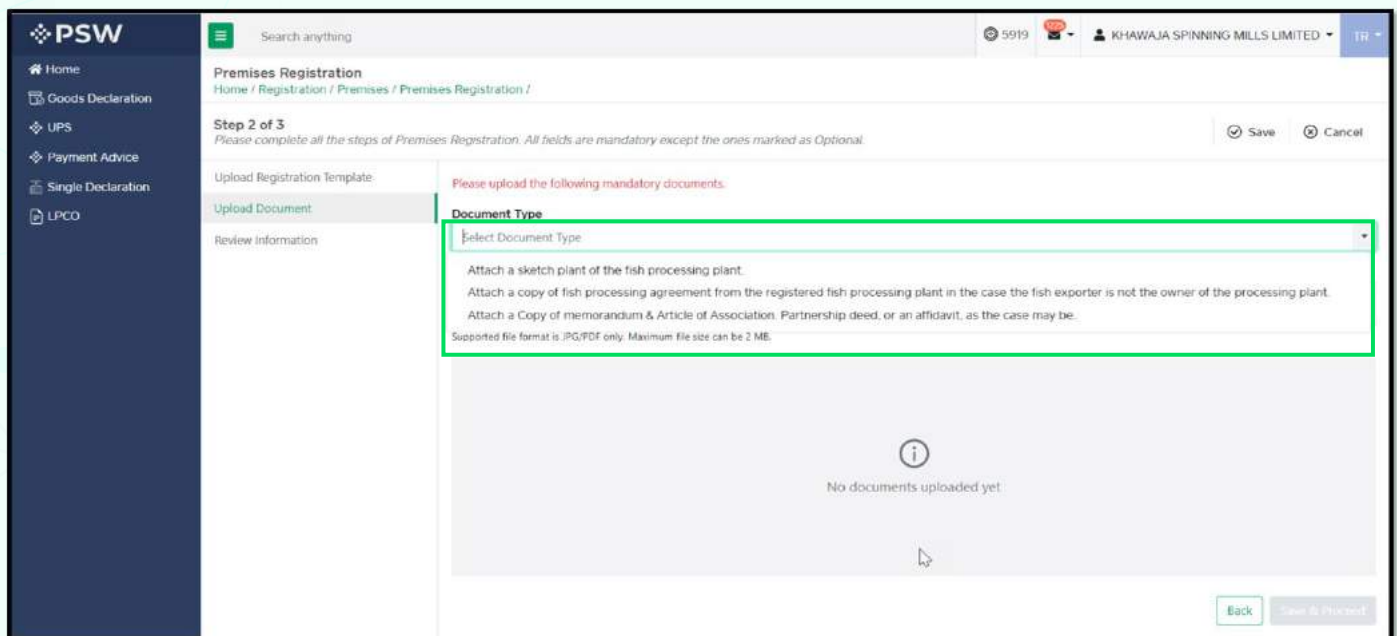 PSW
Search anything
5919
1225
KHAWAJA SPINNING MILLS LIMITED
TR
Home
Goods Declaration
UPS
Payment Advice
Single Declaration
LPCO
Premises Registration
Home / Registration / Premises / Premises Registration /
Step 2 of 3
Please complete all the steps of Premises Registration. All fields are mandatory except the ones marked as Optional.
Save
Cancel
Upload Registration Template
Upload Document
Review Information
Please upload the following mandatory documents.
Document Type
Select Document Type
Attach a sketch plant of the fish processing plant.
Attach a copy of fish processing agreement from the registered fish processing plant in the case the fish exporter is not the owner of the processing plant.
Attach a Copy of memorandum & Article of Association. Partnership deed, or an affidavit, as the case may be.
Supported file format is JPG/PDF only. Maximum file size can be 2 MB.
No documents uploaded yet
Back
Save & Proceed